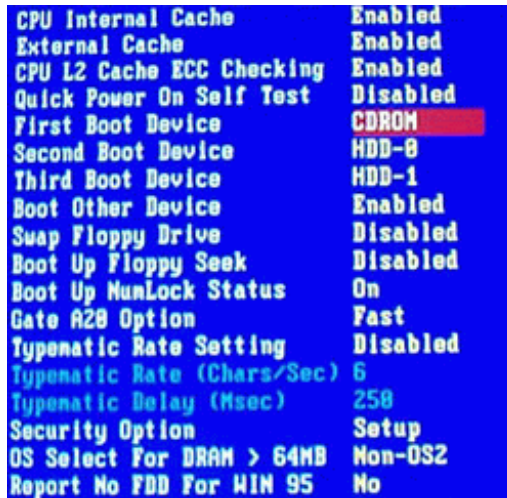 CPU Internal Cache Enabled
External Cache Enabled
CPU L2 Cache ECC Checking Enabled
Quick Power On Self Test Disabled
First Boot Device CDROM
Second Boot Device HDD-0
Third Boot Device HDD-1
Boot Other Device Enabled
Swap Floppy Drive Disabled
Boot Up Floppy Seek Disabled
Boot Up NumLock Status On
Gate A20 Option Fast
Typematic Rate Setting Disabled
Typematic Rate (Chars/Sec) 6
Typematic Delay (Msec) 250
Security Option Setup
OS Select For DRAM > 64MB Non-OS2
Report No FDD For WIN 95 No